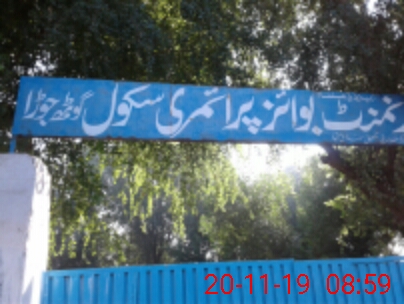 رنمنٹ بوائز پرائمری سکول گوٹھ جوڑا
20-11-19 08:59